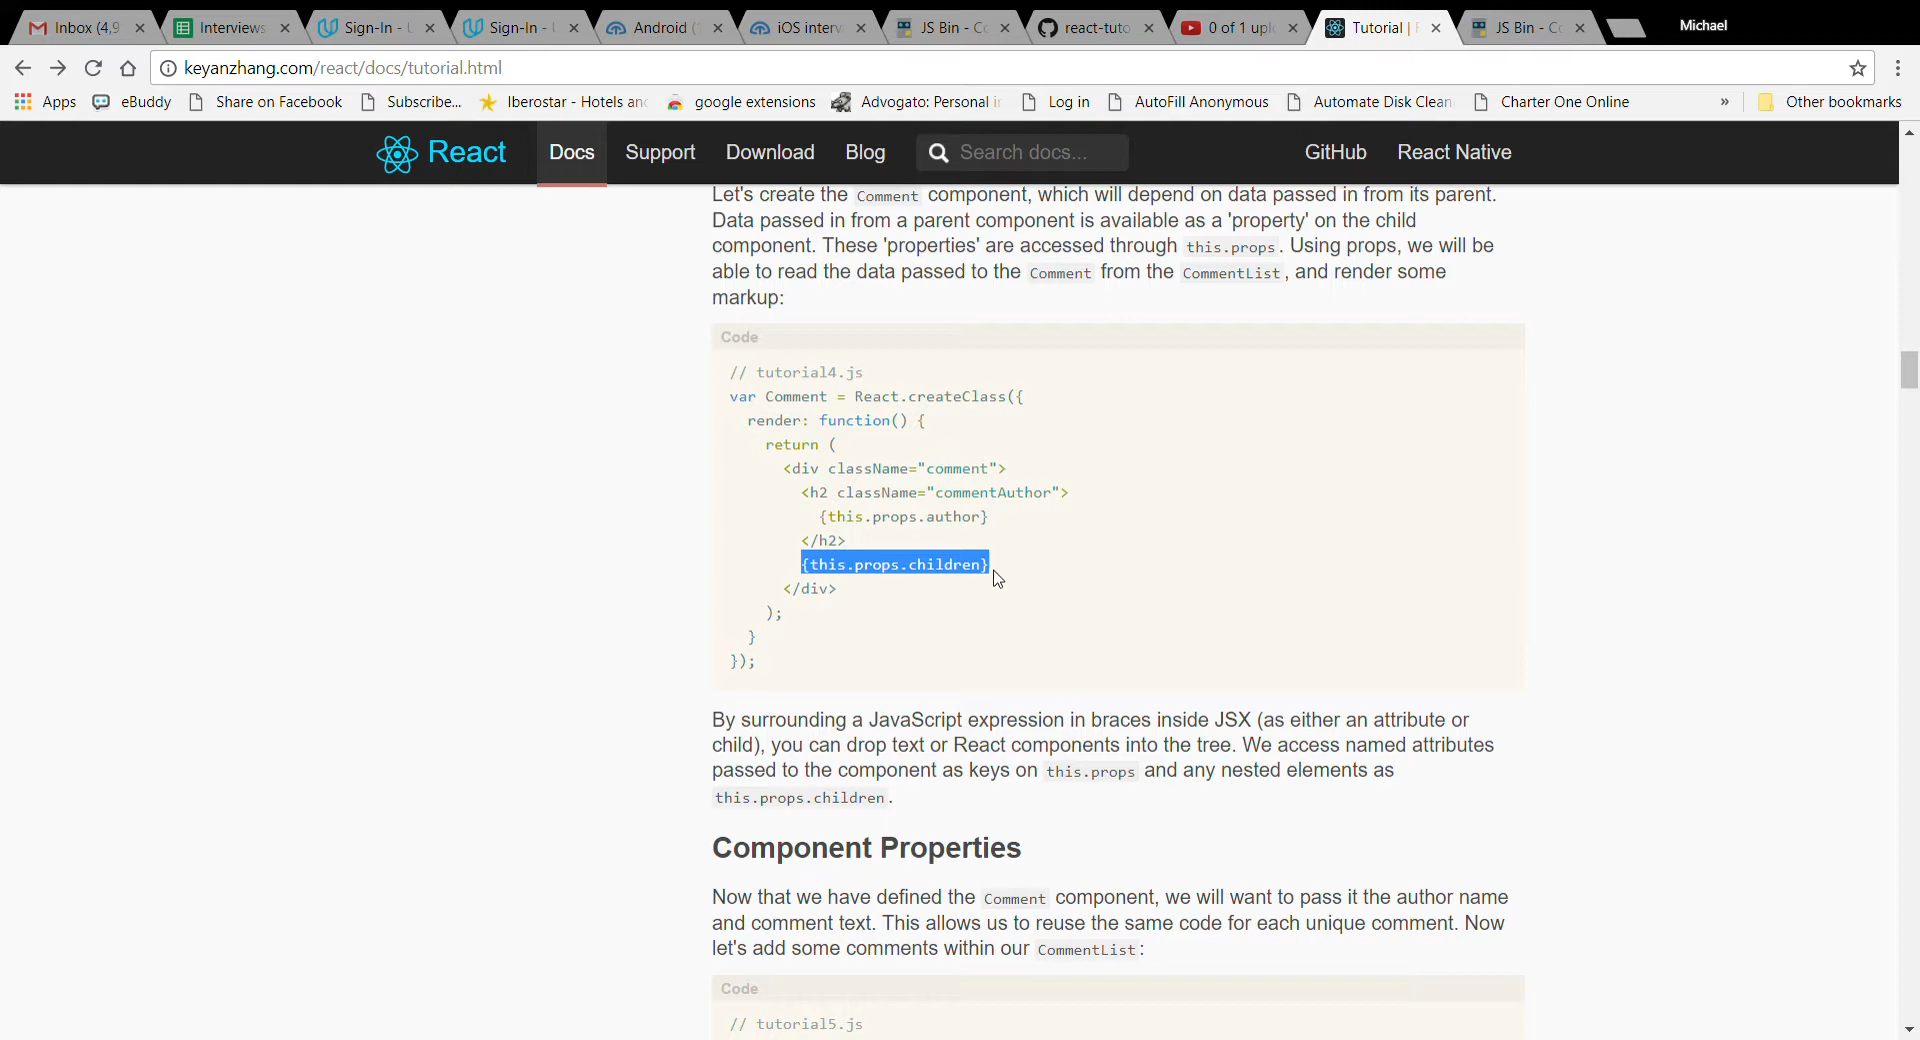 Inbox (4,9
Interviews
Sign-In -
Sign-In -
Android (
iOS interv
JS Bin - Co
react-tuto
0 of 1 uplo
Tutorial |
JS Bin - Co
Michael
keyanzhang.com/react/docs/tutorial.html
Apps
eBuddy
Share on Facebook
Subscribe...
Iberostar - Hotels and
google extensions
Advogato: Personal i
Log in
AutoFill Anonymous
Automate Disk Clean
Charter One Online
»
Other bookmarks
React
Docs
Support
Download
Blog
Search docs...
GitHub
React Native
Let's create the Comment component, which will depend on data passed in from its parent.
Data passed in from a parent component is available as a 'property' on the child
component. These 'properties' are accessed through this.props. Using props, we will be
able to read the data passed to the Comment from the CommentList, and render some
markup:
Code
// tutorial4.js
var Comment = React.createClass({
render: function() {
return (
<div className="comment">
<h2 className="commentAuthor">
{this.props.author}
</h2>
{this.props.children}
</div>
);
}
});
By surrounding a JavaScript expression in braces inside JSX (as either an attribute or
child), you can drop text or React components into the tree. We access named attributes
passed to the component as keys on this.props and any nested elements as
this.props.children.
Component Properties
Now that we have defined the Comment component, we will want to pass it the author name
and comment text. This allows us to reuse the same code for each unique comment. Now
let's add some comments within our CommentList:
Code
// tutorial5.js